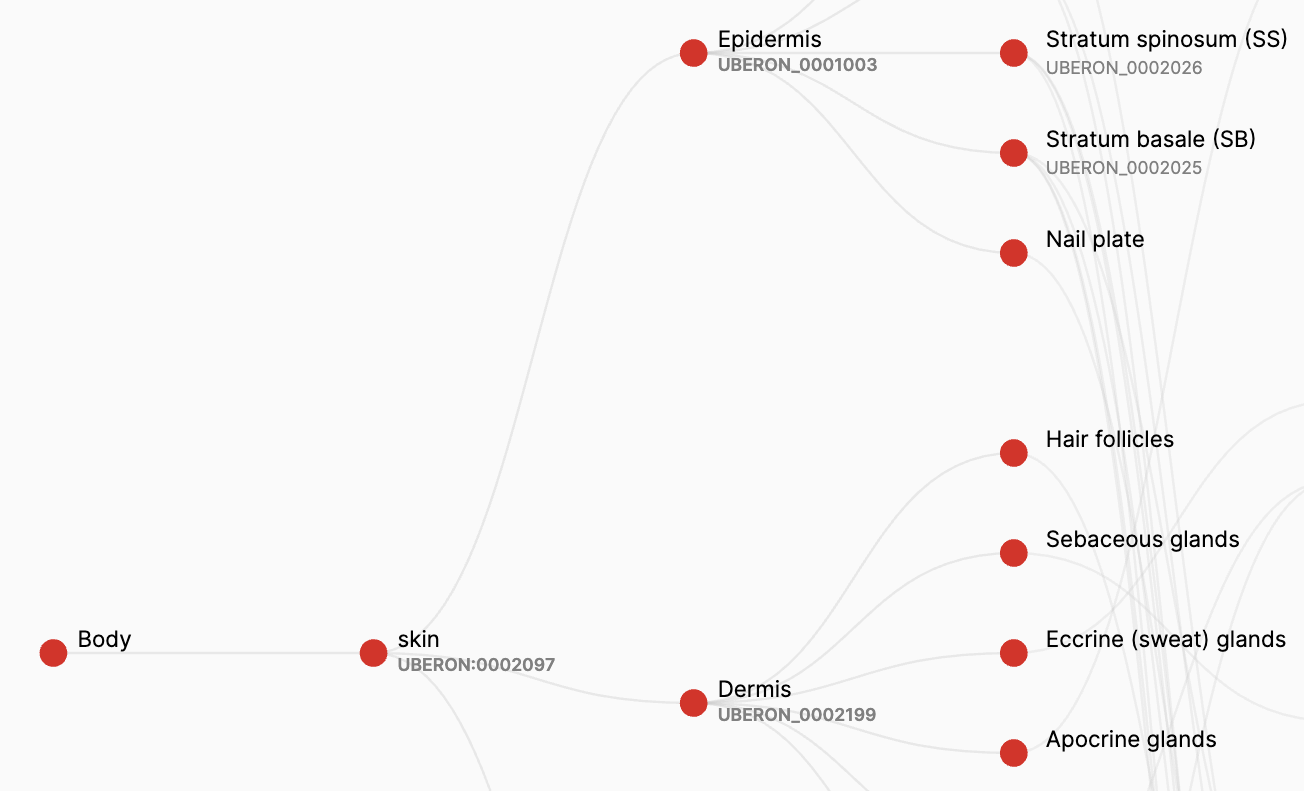 Epidermis
UBERON_0001003
Stratum spinosum (SS)
UBERON_0002026
Stratum basale (SB)
UBERON_0002025
Nail plate
Hair follicles
Sebaceous glands
Body
skin
UBERON:0002097
Eccrine (sweat) glands
Dermis
UBERON_0002199
Apocrine glands